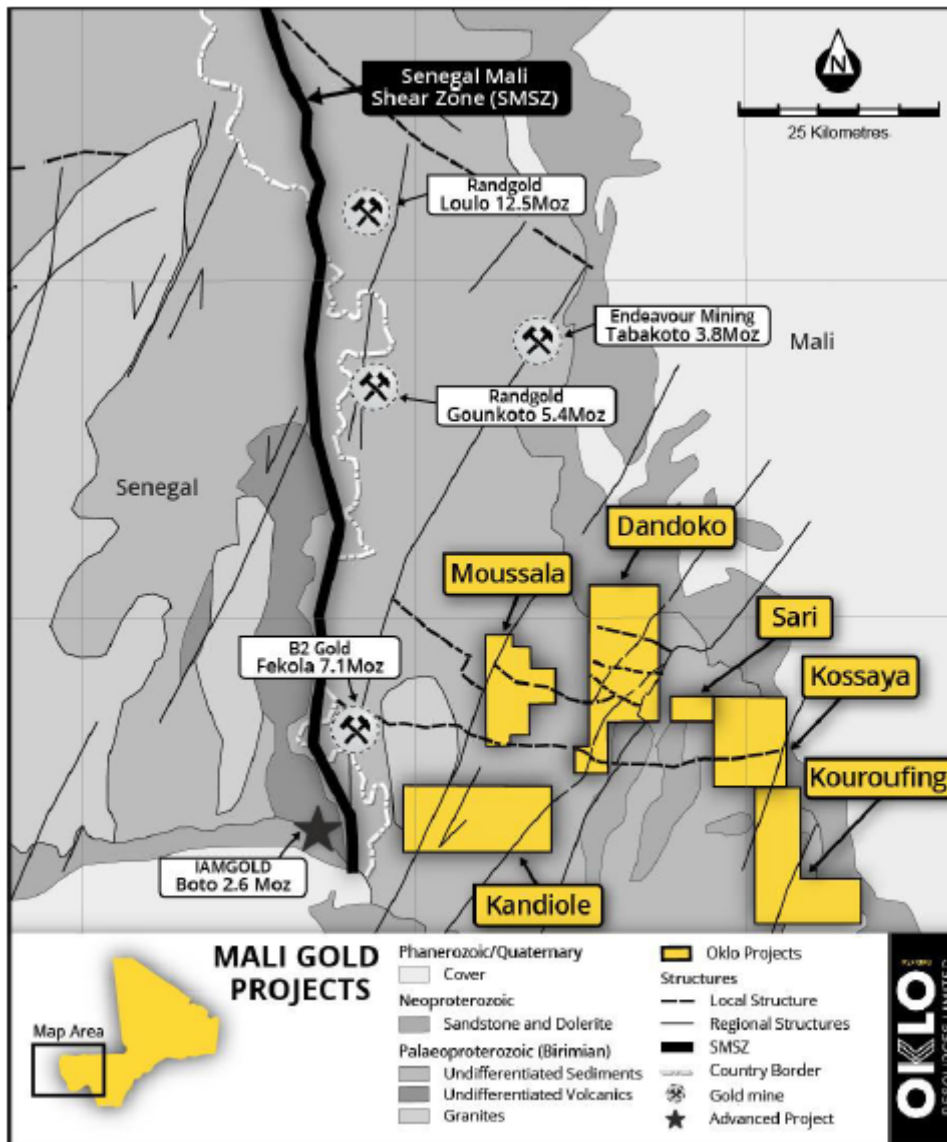 Senegal Mali
Shear Zone (SMSZ)
N
25 Kilometres
Randgold
Loulo 12.5Moz
Endeavour Mining
Tabakoto 3.8Moz
Mali
Randgold
Gounkoto 5.4Moz
Senegal
Dandoko
Moussala
Sari
B2 Gold
Fekola 7.1Moz
Kossaya
Kouroufing
IAMGOLD
Boto 2.6 Moz
Kandiole
MALI GOLD
PROJECTS
Map Area
Phanerozoic/Quaternary
Cover
Neoproterozoic
Sandstone and Dolerite
Palaeoproterozoic (Birimian)
Undifferentiated Sediments
Undifferentiated Volcanics
Granites
Oklo Projects
Structures
Local Structure
Regional Structures
SMSZ
Country Border
Gold mine
Advanced Project
OKLO
RESOURCES LIMITED